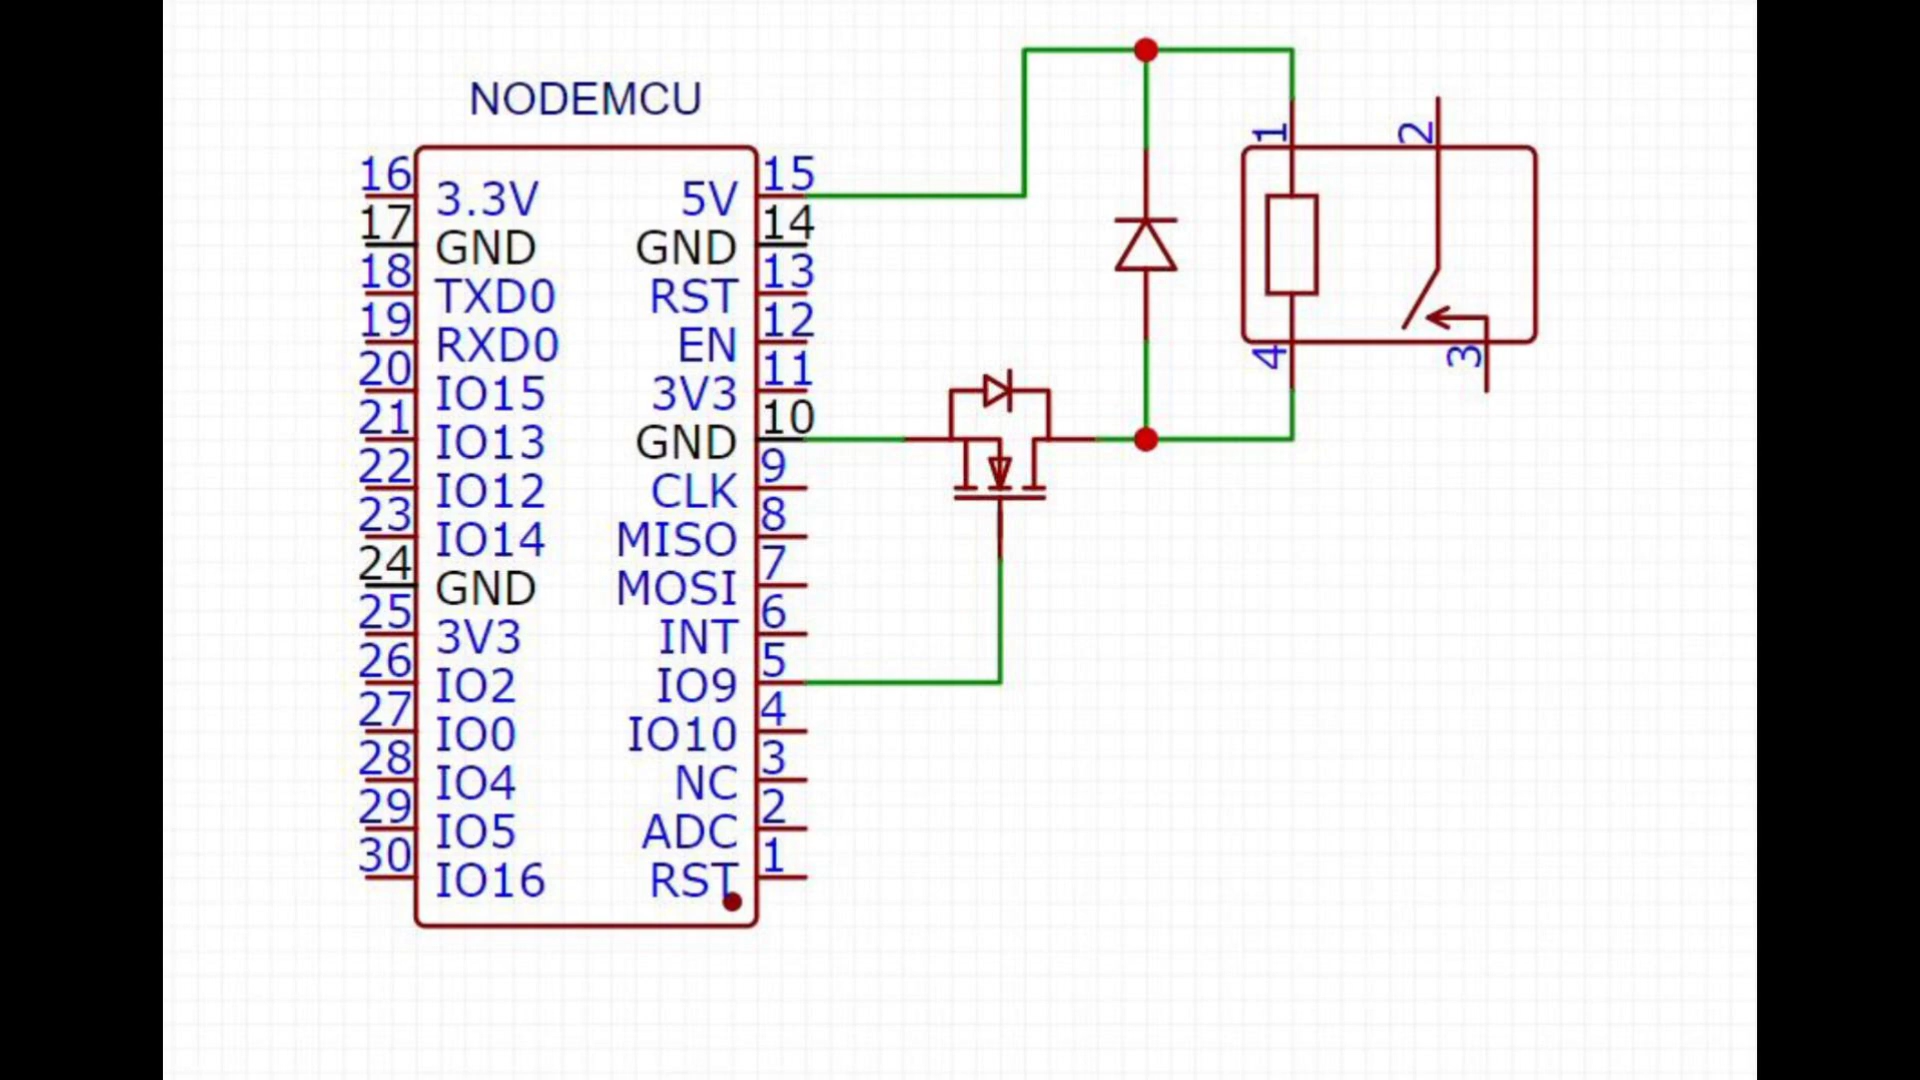 NODEMCU
16 3.3V 5V 15
17 GND GND 14
18 TXD0 RST 13
19 RXD0 EN 12
20 IO15 3V3 11
21 IO13 GND 10
22 IO12 CLK 9
23 IO14 MISO 8
24 GND MOSI 7
25 3V3 INT 6
26 IO2 IO9 5
27 IO0 IO10 4
28 IO4 NC 3
29 IO5 ADC 2
30 IO16 RST 1
1 2
4 3